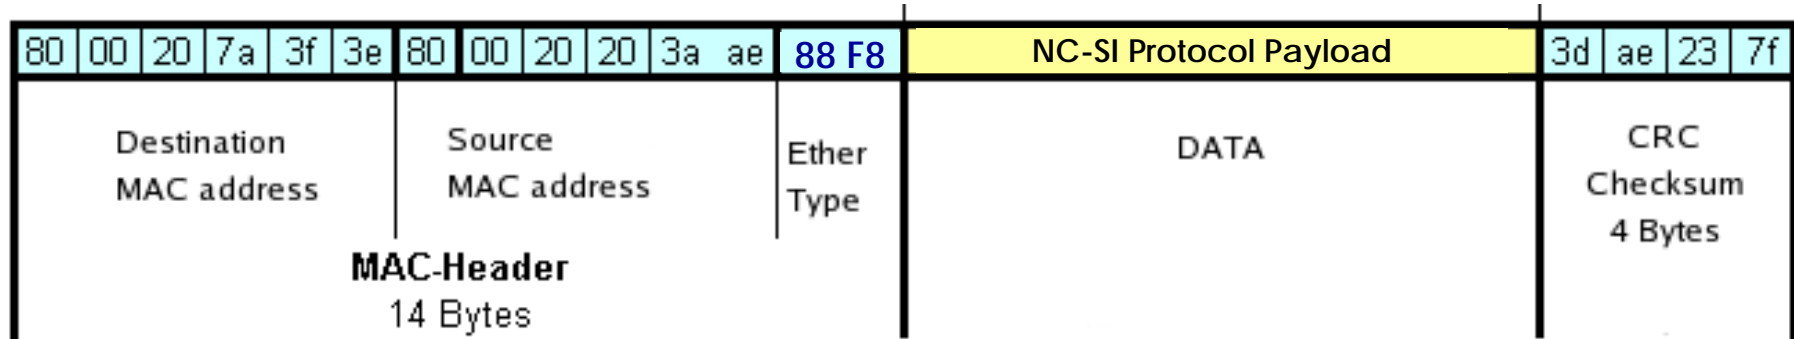 80 00 20 7a 3f 3e 80 00 20 20 3a ae 88 F8 NC-SI Protocol Payload 3d ae 23 7f
Destination
MAC address
Source
MAC address
Ether
Type
DATA
CRC
Checksum
4 Bytes
MAC-Header
14 Bytes